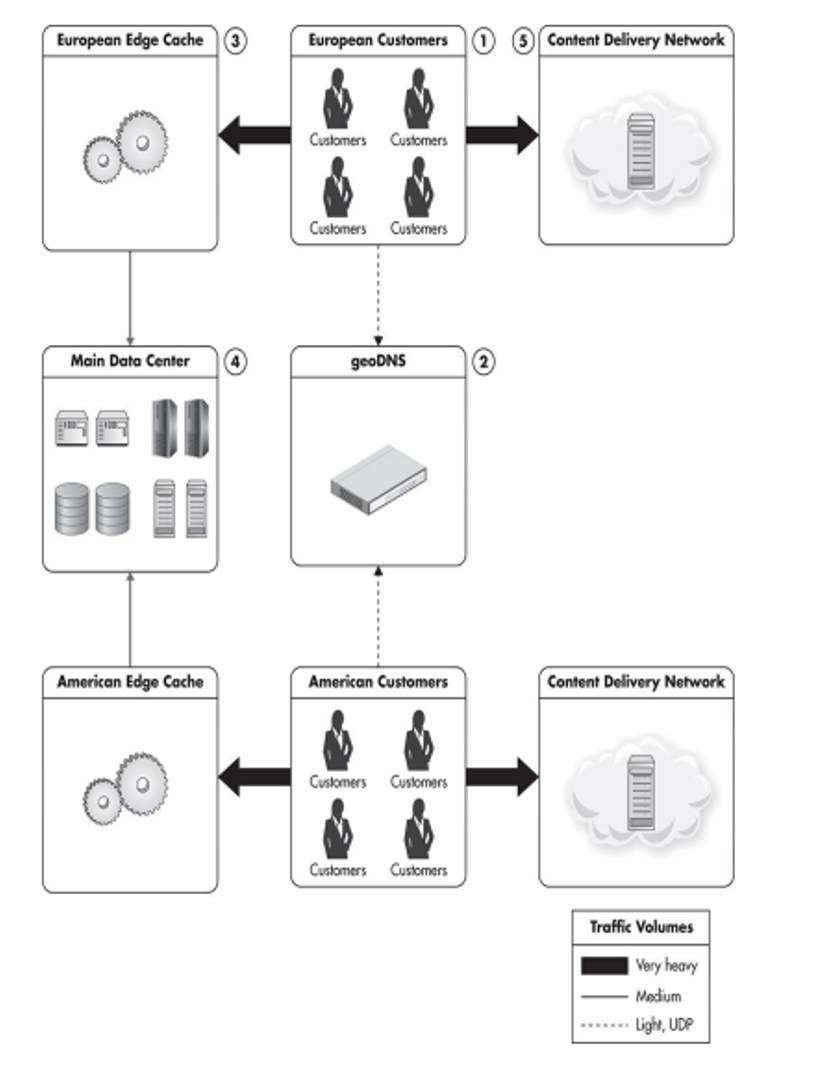 European Edge Cache
3
European Customers
1
5
Content Delivery Network
Customers
Customers
Customers
Customers
Main Data Center
4
geoDNS
2
American Edge Cache
American Customers
Content Delivery Network
Customers
Customers
Customers
Customers
Traffic Volumes
Very heavy
Medium
Light, UDP